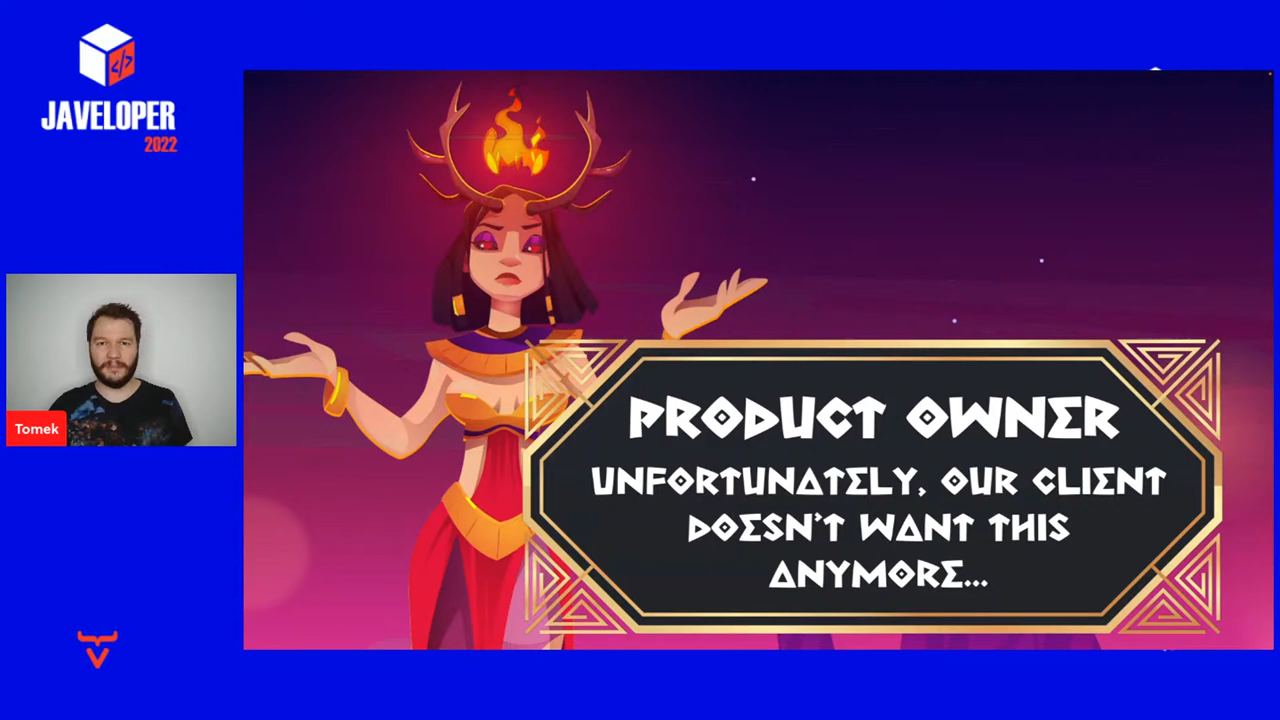 </>
JAVELOPER
2022
Tomek
PRODUCT OWNER
UNFORTUNATELY, OUR CLIENT
DOESN'T WANT THIS
ANYMORE...